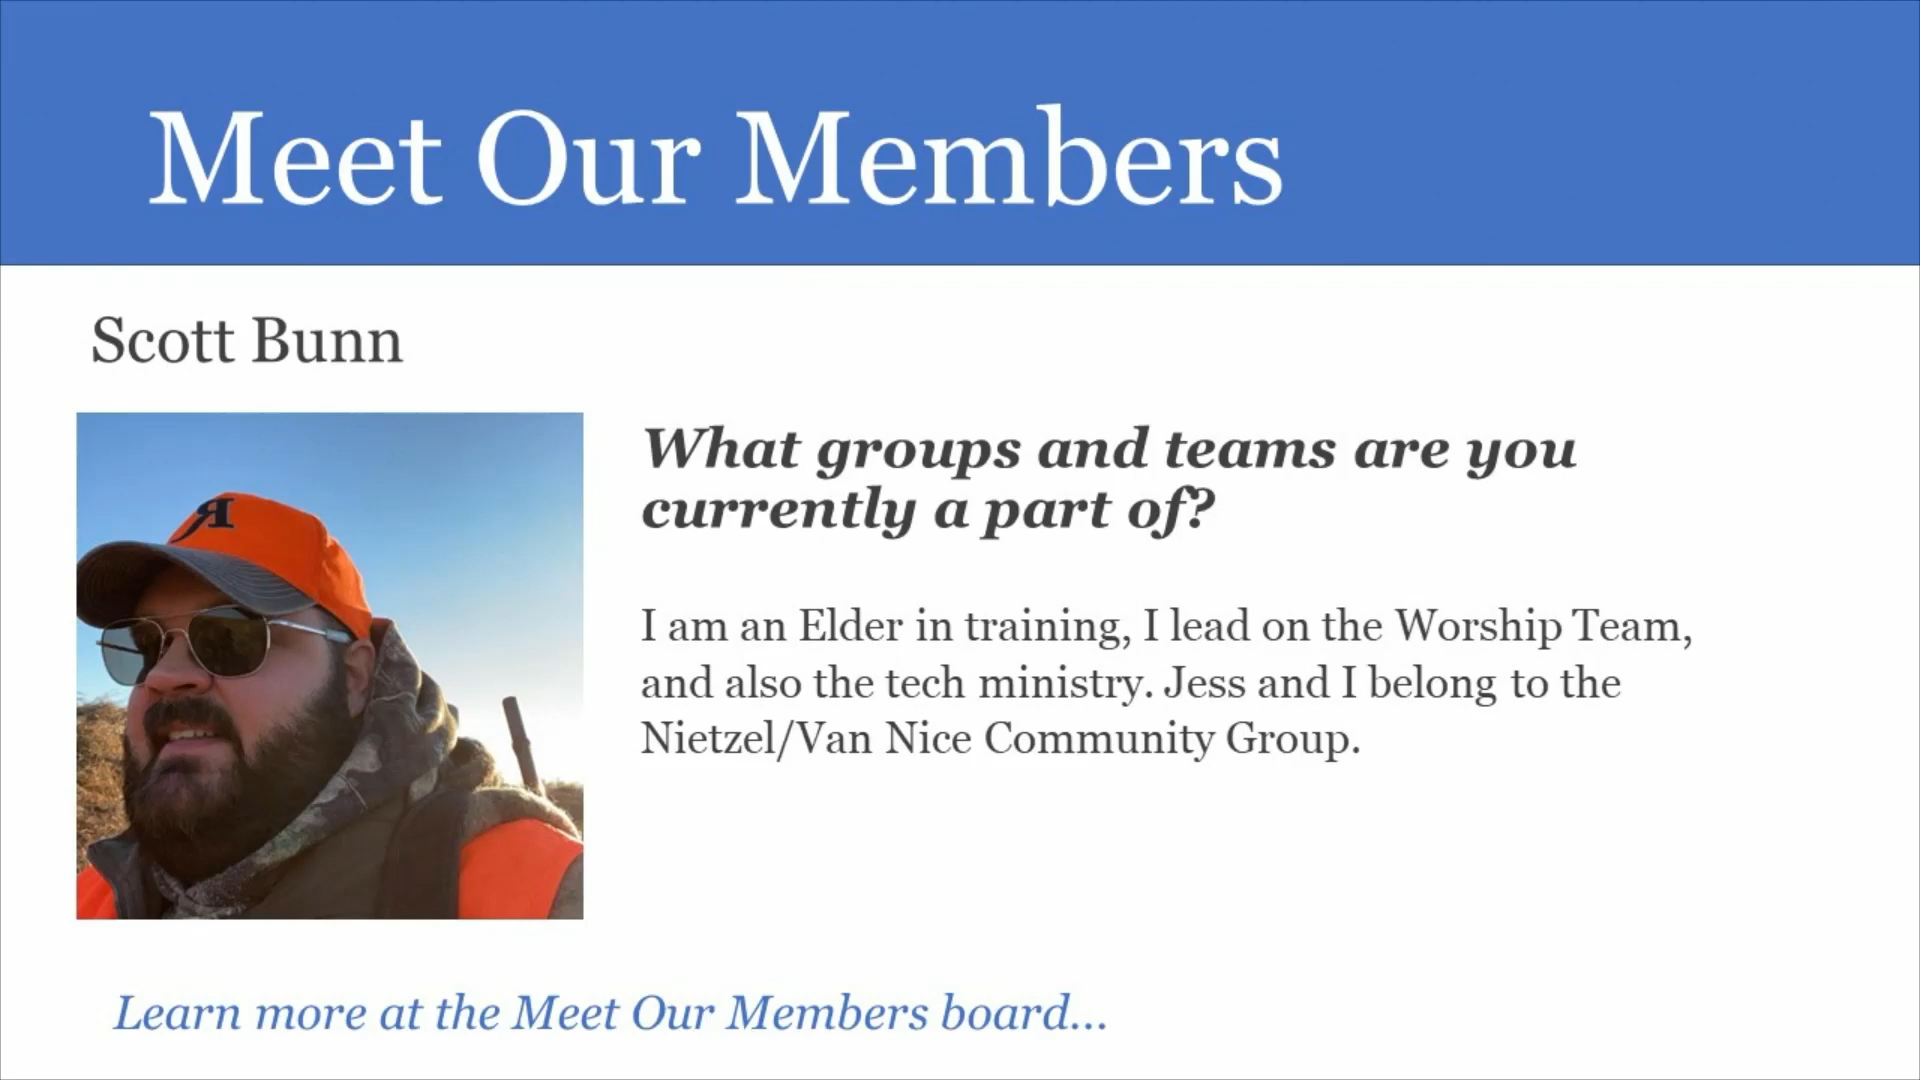 Meet Our Members
Scott Bunn
What groups and teams are you
currently a part of?
I am an Elder in training, I lead on the Worship Team,
and also the tech ministry. Jess and I belong to the
Nietzel/Van Nice Community Group.
Learn more at the Meet Our Members board...